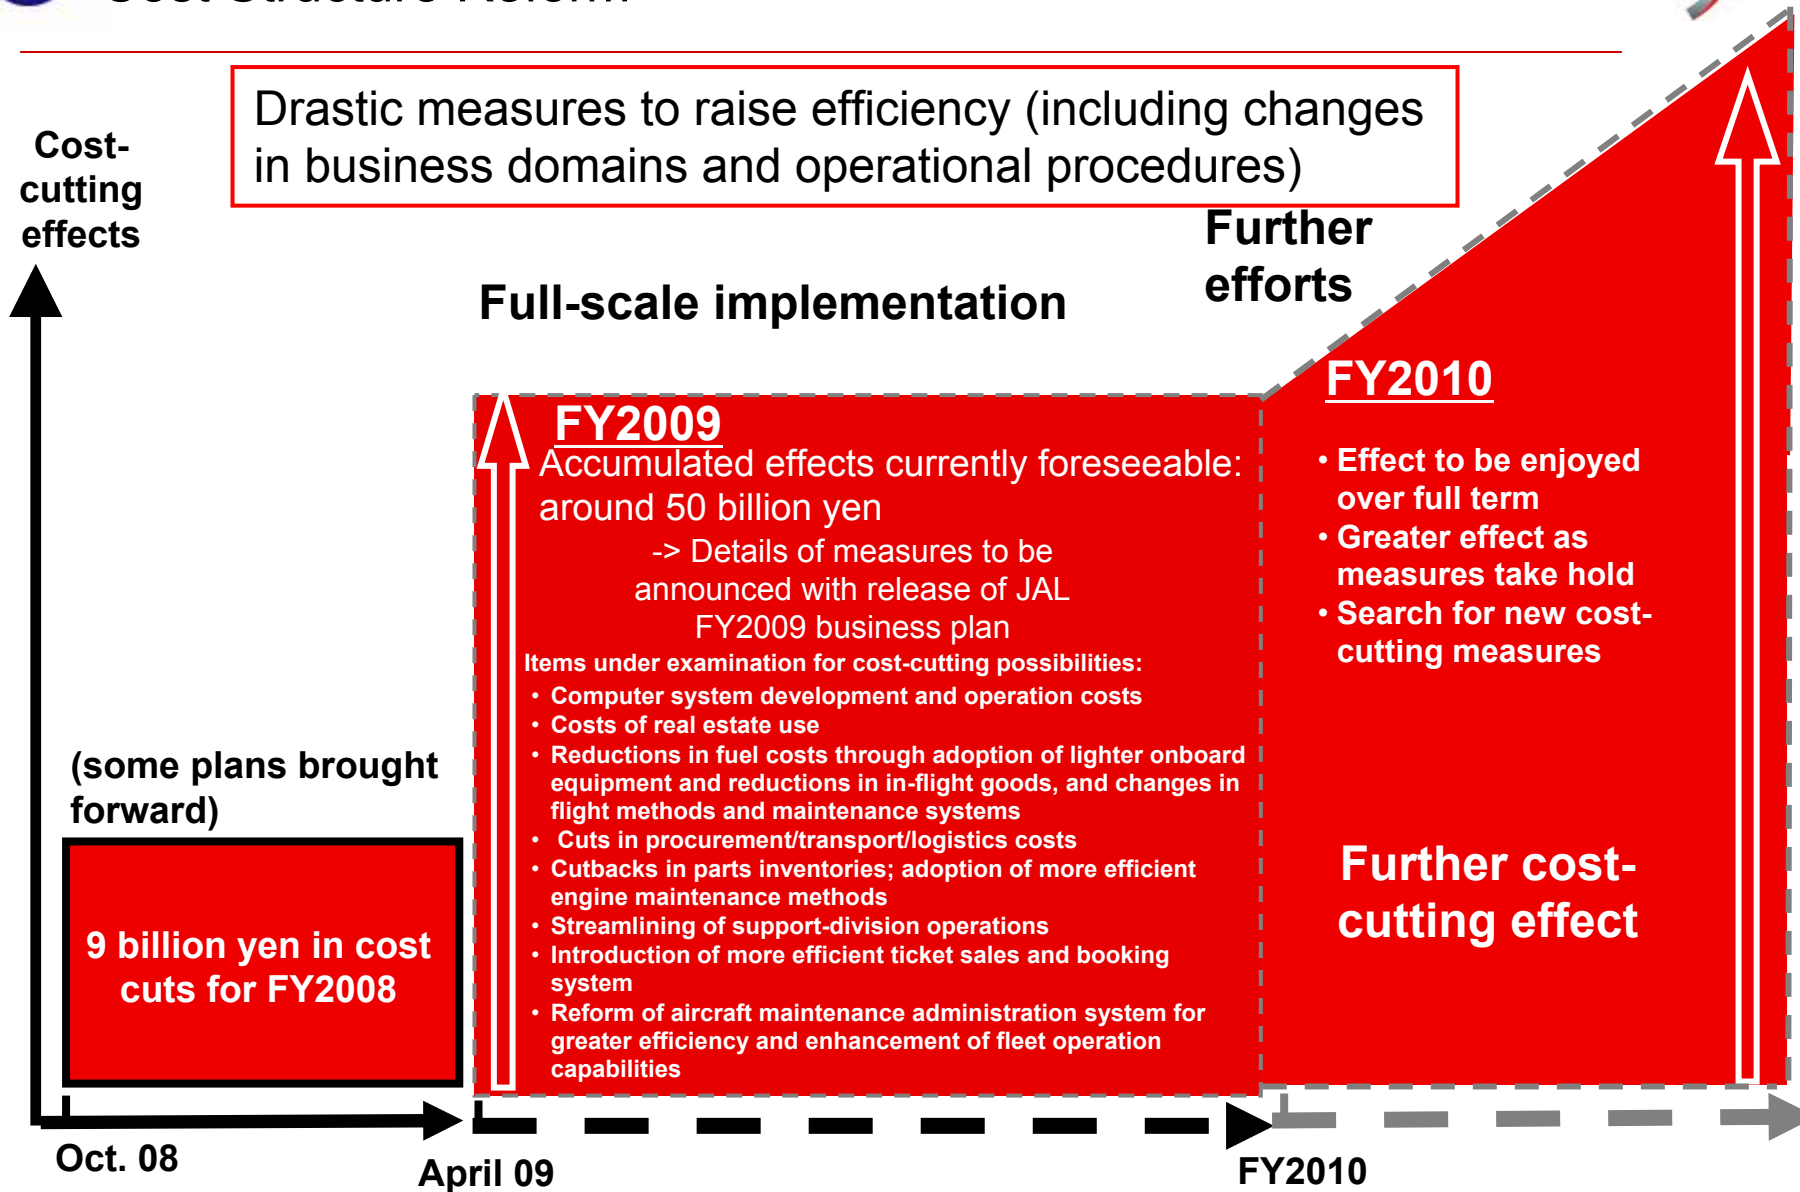 Cost Structure Reform
Drastic measures to raise efficiency (including changes
in business domains and operational procedures)
Cost-
cutting
effects
Further
efforts
Full-scale implementation
FY2009
Accumulated effects currently foreseeable:
around 50 billion yen
-> Details of measures to be
announced with release of JAL
FY2009 business plan
Items under examination for cost-cutting possibilities:
• Computer system development and operation costs
• Costs of real estate use
• Reductions in fuel costs through adoption of lighter onboard
equipment and reductions in in-flight goods, and changes in
flight methods and maintenance systems
• Cuts in procurement/transport/logistics costs
• Cutbacks in parts inventories; adoption of more efficient
engine maintenance methods
• Streamlining of support-division operations
• Introduction of more efficient ticket sales and booking
system
• Reform of aircraft maintenance administration system for
greater efficiency and enhancement of fleet operation
capabilities
FY2010
• Effect to be enjoyed
over full term
• Greater effect as
measures take hold
• Search for new cost-
cutting measures
Further cost-
cutting effect
(some plans brought
forward)
9 billion yen in cost
cuts for FY2008
Oct. 08
April 09
FY2010